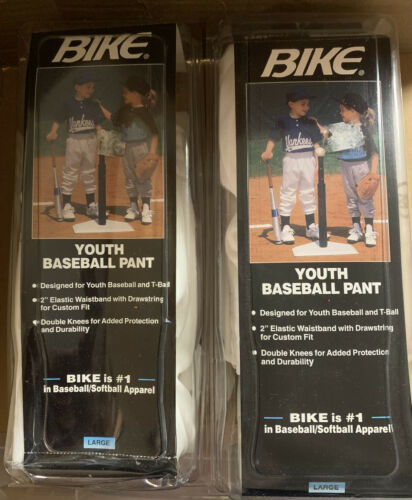 BIKE®
Yankees
YOUTH
BASEBALL PANT
Designed for Youth Baseball and T-Ball
2" Elastic Waistband with Drawstring
for Custom Fit
Double Knees for Added Protection
and Durability
BIKE is #1
in Baseball/Softball Apparel
LARGE
BIKE®
Yankees
YOUTH
BASEBALL PANT
Designed for Youth Baseball and T-Ball
2" Elastic Waistband with Drawstring
for Custom Fit
Double Knees for Added Protection
and Durability
BIKE is #1
in Baseball/Softball Apparel
LARGE